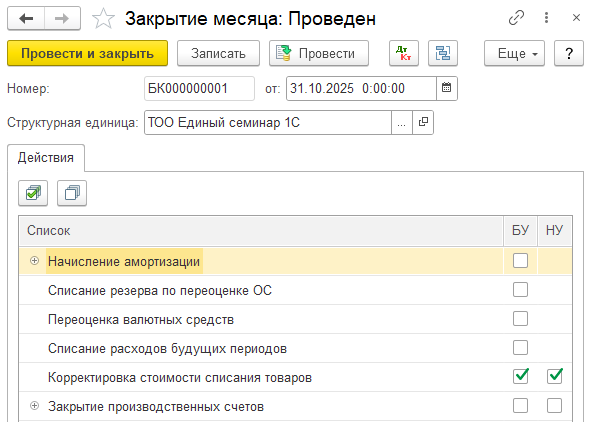 Закрытие месяца: Проведен
Провести и закрыть Записать Провести Дт Кт Еще ?
Номер: БК000000001 от: 31.10.2025 0:00:00
Структурная единица: ТОО Единый семинар 1С ...
Действия
Список БУ НУ
Начисление амортизации
Списание резерва по переоценке ОС
Переоценка валютных средств
Списание расходов будущих периодов
Корректировка стоимости списания товаров
Закрытие производственных счетов